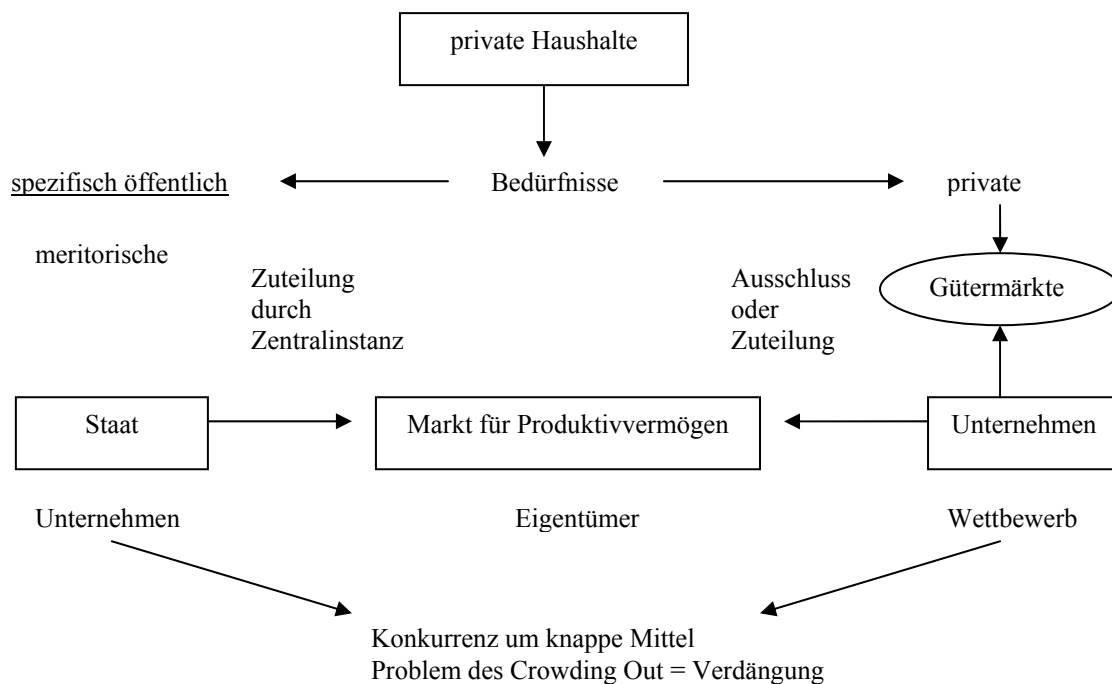 private Haushalte
spezifisch öffentlich
Bedürfnisse
private
meritorische
Zuteilung
durch
Zentralinstanz
Ausschluss
oder
Zuteilung
Gütermärkte
Staat
Markt für Produktivvermögen
Unternehmen
Unternehmen
Eigentümer
Wettbewerb
Konkurrenz um knappe Mittel
Problem des Crowding Out = Verdängung